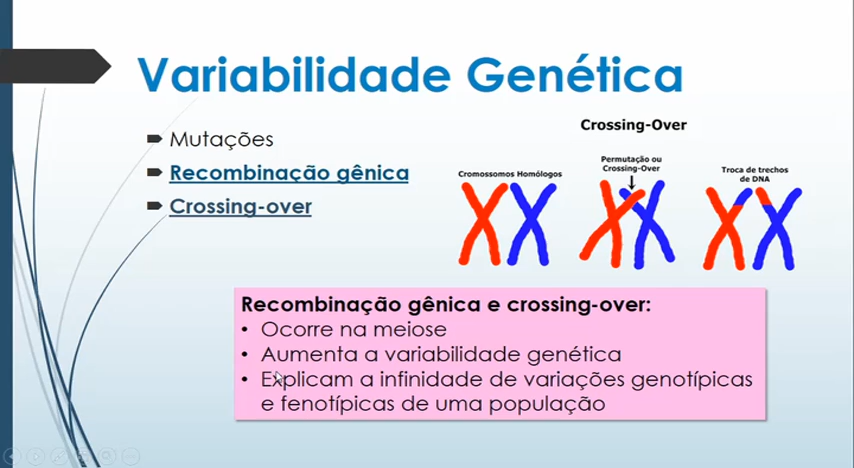 Variabilidade Genética
Mutações
Recombinação gênica
Crossing-over
Crossing-Over
Cromossomos Homólogos
Permutação ou
Crossing-Over
Troca de trechos
de DNA
Recombinação gênica e crossing-over:
• Ocorre na meiose
• Aumenta a variabilidade genética
• Explicam a infinidade de variações genotípicas
e fenotípicas de uma população